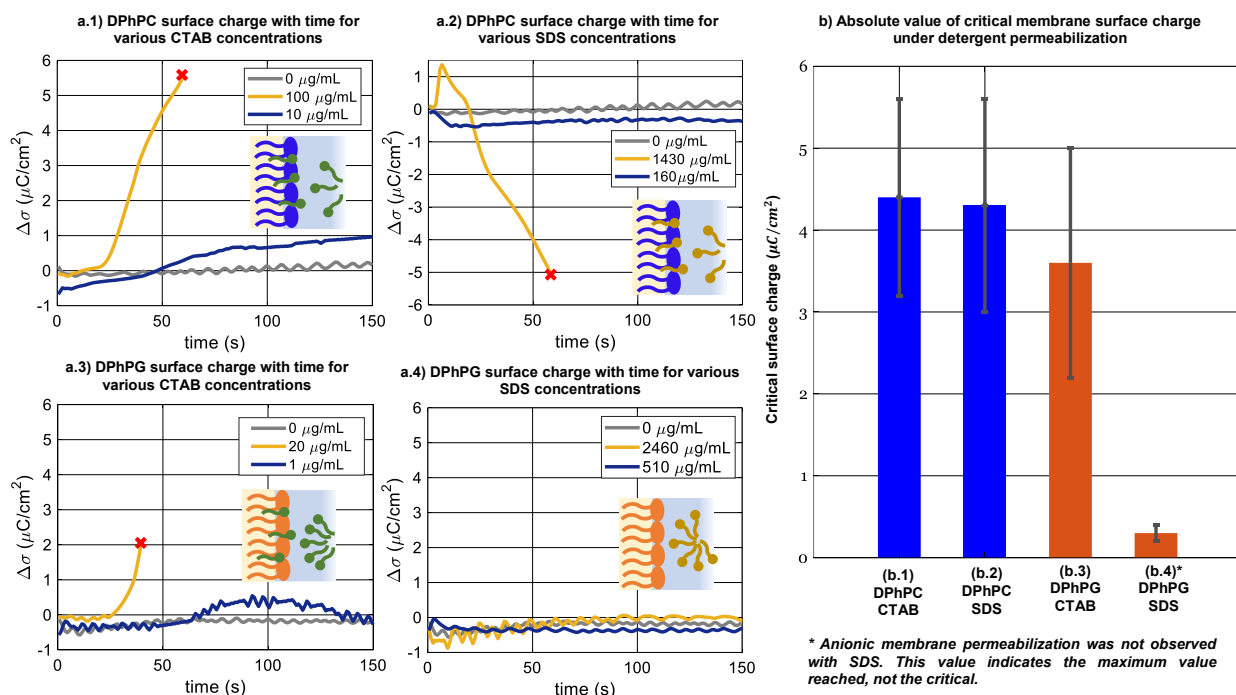 a.1) DPhPC surface charge with time for
various CTAB concentrations
6
5
4
3
2
1
0
-1
Δσ (μC/cm²)
0 μg/mL
100 μg/mL
10 μg/mL
0 50 100 150
time (s)
a.2) DPhPC surface charge with time for
various SDS concentrations
1
0
-1
-2
-3
-4
-5
-6
Δσ (μC/cm²)
0 μg/mL
1430 μg/mL
160μg/mL
0 50 100 150
time (s)
a.3) DPhPG surface charge with time for
various CTAB concentrations
6
5
4
3
2
1
0
-1
Δσ (μC/cm²)
0 μg/mL
20 μg/mL
1 μg/mL
0 50 100 150
time (s)
a.4) DPhPG surface charge with time for various
SDS concentrations
6
5
4
3
2
1
0
-1
Δσ (μC/cm²)
0 μg/mL
2460 μg/mL
510 μg/mL
0 50 100 150
time (s)
b) Absolute value of critical membrane surface charge
under detergent permeabilization
6
5
4
3
2
1
0
Critical surface charge (μC/cm²)
(b.1) (b.2) (b.3) (b.4)*
DPhPC DPhPC DPhPG DPhPG
CTAB SDS CTAB SDS
* Anionic membrane permeabilization was not observed
with SDS. This value indicates the maximum value
reached, not the critical.